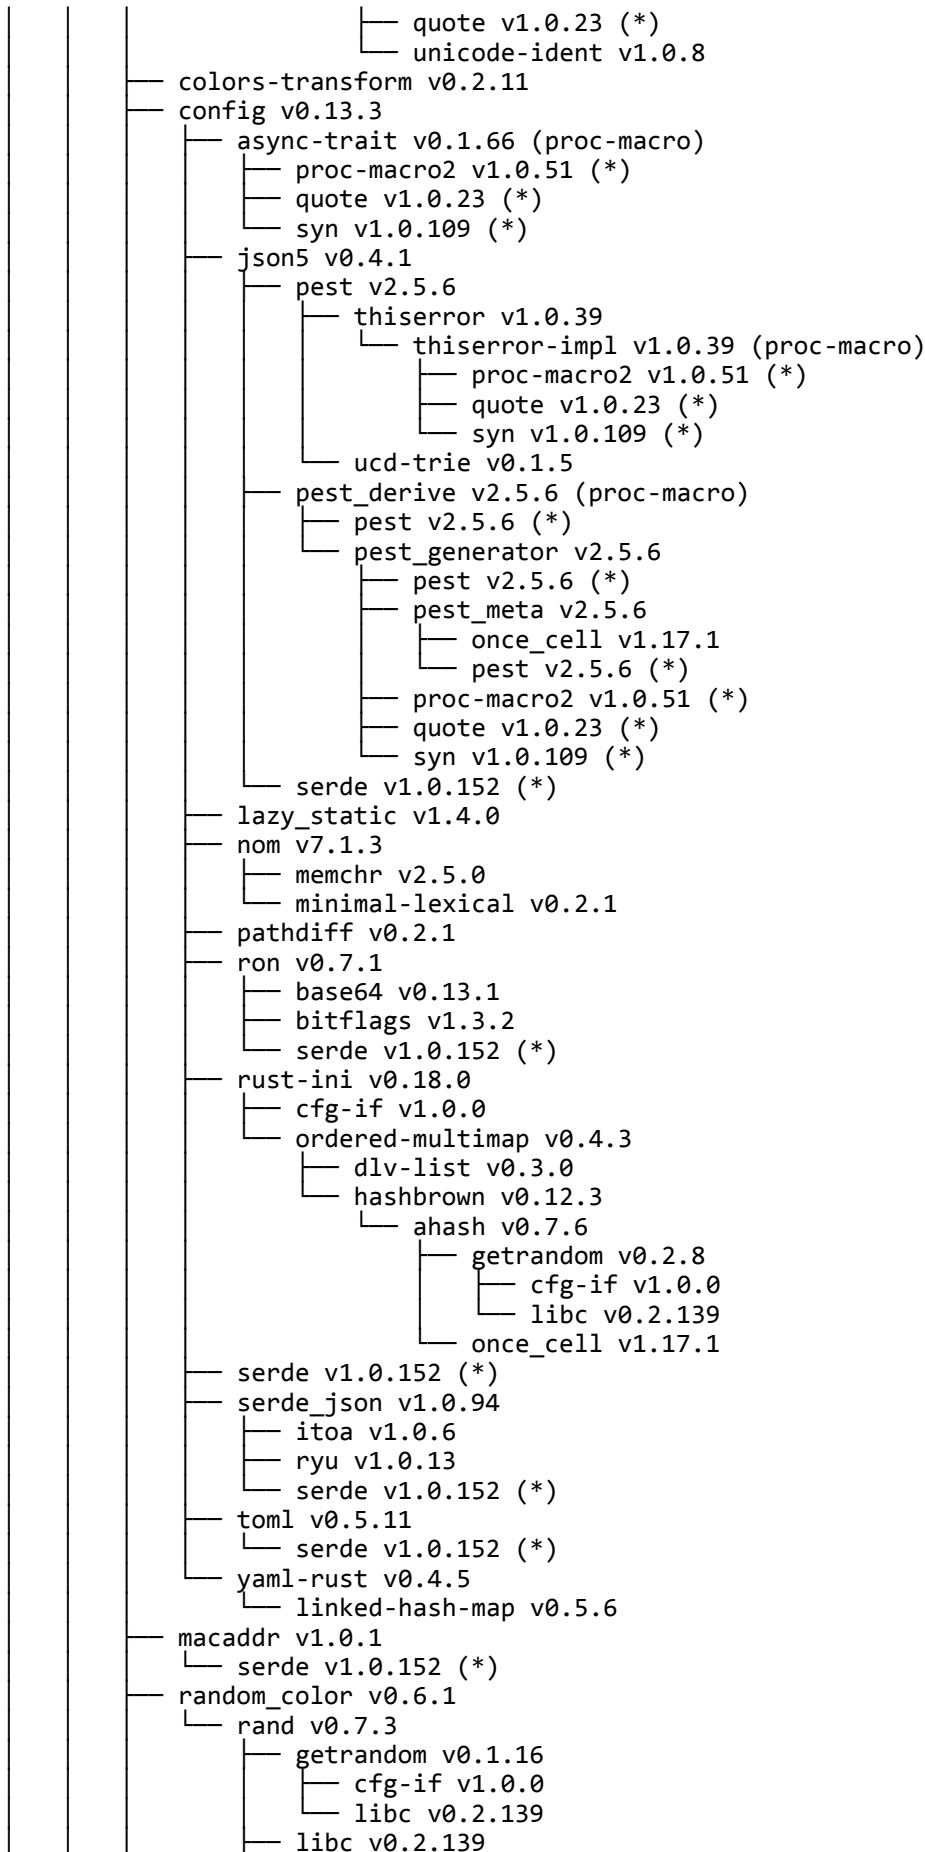 │   │   │               ├── quote v1.0.23 (*)
│   │   │               └── unicode-ident v1.0.8
│   │   ├── colors-transform v0.2.11
│   │   ├── config v0.13.3
│   │   │   ├── async-trait v0.1.66 (proc-macro)
│   │   │   │   ├── proc-macro2 v1.0.51 (*)
│   │   │   │   ├── quote v1.0.23 (*)
│   │   │   │   └── syn v1.0.109 (*)
│   │   │   ├── json5 v0.4.1
│   │   │   │   ├── pest v2.5.6
│   │   │   │   │   ├── thiserror v1.0.39
│   │   │   │   │   │   └── thiserror-impl v1.0.39 (proc-macro)
│   │   │   │   │   │       ├── proc-macro2 v1.0.51 (*)
│   │   │   │   │   │       ├── quote v1.0.23 (*)
│   │   │   │   │   │       └── syn v1.0.109 (*)
│   │   │   │   │   └── ucd-trie v0.1.5
│   │   │   │   ├── pest_derive v2.5.6 (proc-macro)
│   │   │   │   │   ├── pest v2.5.6 (*)
│   │   │   │   │   └── pest_generator v2.5.6
│   │   │   │   │       ├── pest v2.5.6 (*)
│   │   │   │   │       ├── pest_meta v2.5.6
│   │   │   │   │       │   ├── once_cell v1.17.1
│   │   │   │   │       │   └── pest v2.5.6 (*)
│   │   │   │   │       ├── proc-macro2 v1.0.51 (*)
│   │   │   │   │       ├── quote v1.0.23 (*)
│   │   │   │   │       └── syn v1.0.109 (*)
│   │   │   │   └── serde v1.0.152 (*)
│   │   │   ├── lazy_static v1.4.0
│   │   │   ├── nom v7.1.3
│   │   │   │   ├── memchr v2.5.0
│   │   │   │   └── minimal-lexical v0.2.1
│   │   │   ├── pathdiff v0.2.1
│   │   │   ├── ron v0.7.1
│   │   │   │   ├── base64 v0.13.1
│   │   │   │   ├── bitflags v1.3.2
│   │   │   │   └── serde v1.0.152 (*)
│   │   │   ├── rust-ini v0.18.0
│   │   │   │   ├── cfg-if v1.0.0
│   │   │   │   └── ordered-multimap v0.4.3
│   │   │   │       ├── dlv-list v0.3.0
│   │   │   │       └── hashbrown v0.12.3
│   │   │   │           └── ahash v0.7.6
│   │   │   │               ├── getrandom v0.2.8
│   │   │   │               │   ├── cfg-if v1.0.0
│   │   │   │               │   └── libc v0.2.139
│   │   │   │               └── once_cell v1.17.1
│   │   │   ├── serde v1.0.152 (*)
│   │   │   ├── serde_json v1.0.94
│   │   │   │   ├── itoa v1.0.6
│   │   │   │   ├── ryu v1.0.13
│   │   │   │   └── serde v1.0.152 (*)
│   │   │   ├── toml v0.5.11
│   │   │   │   └── serde v1.0.152 (*)
│   │   │   └── yaml-rust v0.4.5
│   │   │       └── linked-hash-map v0.5.6
│   │   ├── macaddr v1.0.1
│   │   │   └── serde v1.0.152 (*)
│   │   ├── random_color v0.6.1
│   │   │   └── rand v0.7.3
│   │   │       ├── getrandom v0.1.16
│   │   │       │   ├── cfg-if v1.0.0
│   │   │       │   └── libc v0.2.139
│   │   │       ├── libc v0.2.139